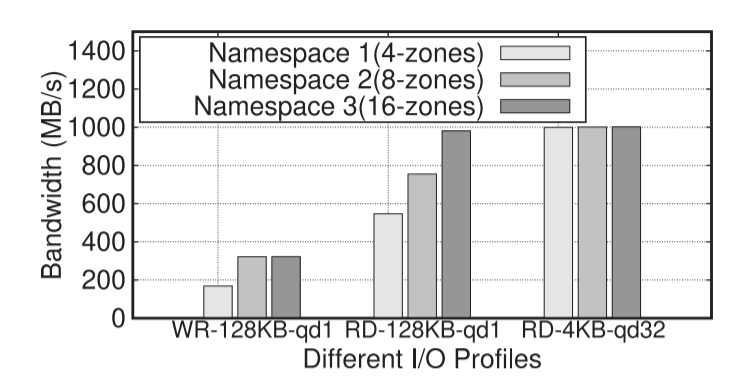 1400
1200
1000
800
600
400
200
0
Bandwidth (MB/s)
Namespace 1(4-zones)
Namespace 2(8-zones)
Namespace 3(16-zones)
WR-128KB-qd1 RD-128KB-qd1 RD-4KB-qd32
Different I/O Profiles